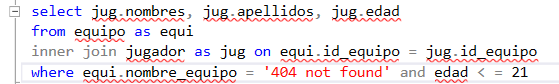 select jug.nombres, jug.apellidos, jug.edad
from equipo as equi
inner join jugador as jug on equi.id_equipo = jug.id_equipo
where equi.nombre_equipo = '404 not found' and edad < = 21